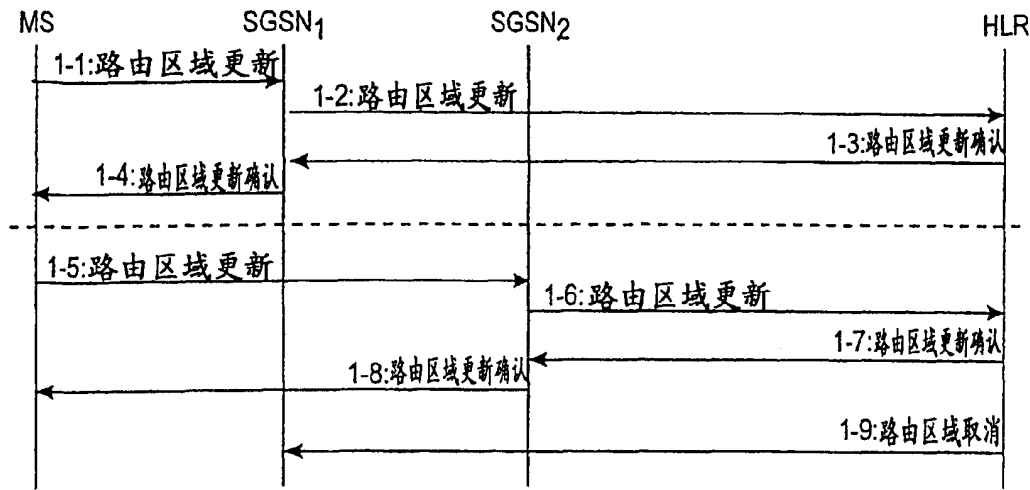 MS SGSN1 SGSN2 HLR
1-1:路由区域更新
1-2:路由区域更新
1-3:路由区域更新确认
1-4:路由区域更新确认
1-5:路由区域更新
1-6:路由区域更新
1-7:路由区域更新确认
1-8:路由区域更新确认
1-9:路由区域取消